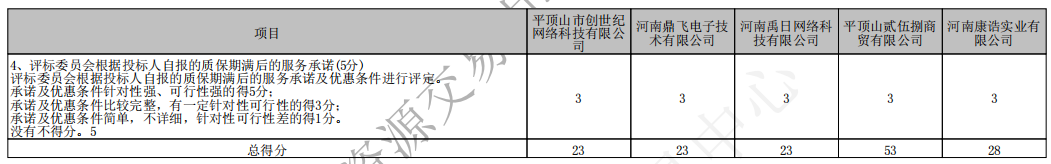 项目
平顶山市创世纪
网络科技有限公
司
河南鼎飞电子技
术有限公司
河南禹日网络科
技有限公司
平顶山贰伍捌商
贸有限公司
河南康诰实业有
限公司
4、评标委员会根据投标人自报的质保期满后的服务承诺(5分)
评标委员会根据投标人自报的质保期满后的服务承诺及优惠条件进行评定。
承诺及优惠条件针对性强、可行性强的得5分；
承诺及优惠条件比较完整，有一定针对性可行性的得3分；
承诺及优惠条件简单，不详细，针对性可行性差的得1分。
没有不得分。5
3
3
3
3
3
总得分
23
23
23
53
28
资源交易中心
中心